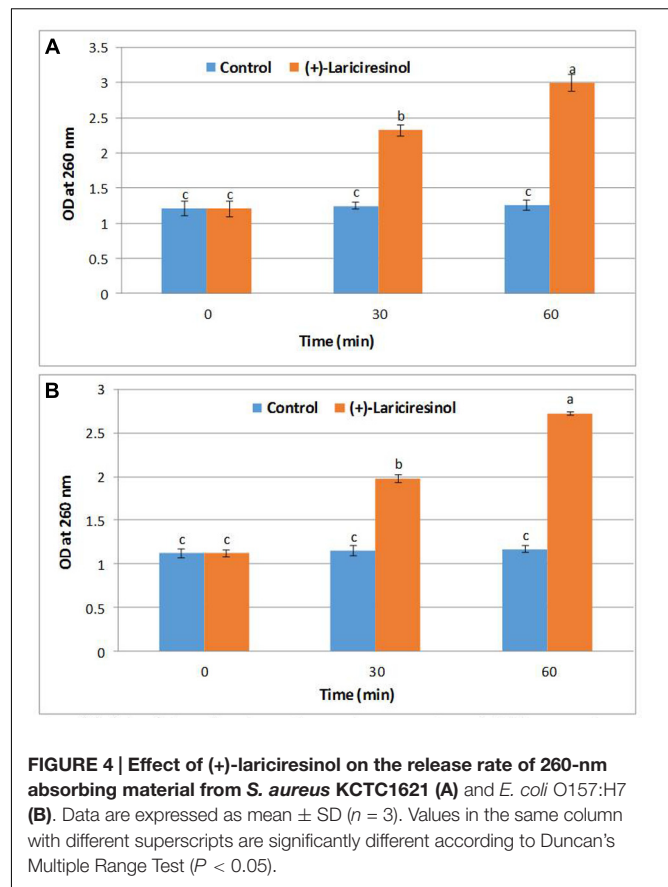 A
Control (+)-Lariciresinol
3.5
3
2.5
2
1.5
1
0.5
0
OD at 260 nm
c c
c b
c a
0 30 60
Time (min)
B
Control (+)-Lariciresinol
3
2.5
2
1.5
1
0.5
0
OD at 260 nm
c c
c b
c a
0 30 60
Time (min)
FIGURE 4 | Effect of (+)-lariciresinol on the release rate of 260-nm
absorbing material from S. aureus KCTC1621 (A) and E. coli O157:H7
(B). Data are expressed as mean ± SD (n = 3). Values in the same column
with different superscripts are significantly different according to Duncan's
Multiple Range Test (P < 0.05).